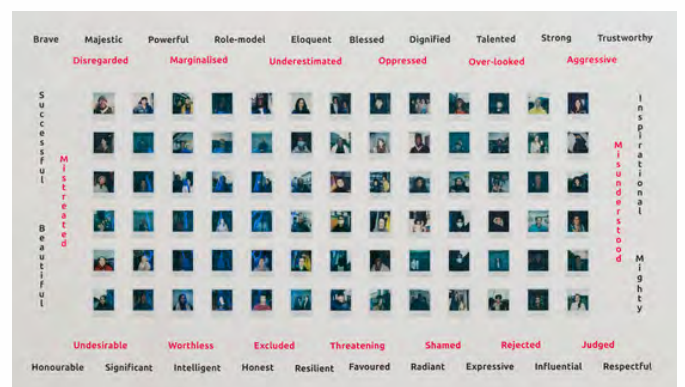 Brave Majestic Powerful Role-model Eloquent Blessed Dignified Talented Strong Trustworthy
Disregarded Marginalised Underestimated Oppressed Over-looked Aggressive
Successful
Mistreated
Beautiful
Inspirational
Misunderstood
Mighty
Undesirable Worthless Excluded Threatening Shamed Rejected Judged
Honourable Significant Intelligent Honest Resilient Favoured Radiant Expressive Influential Respectful